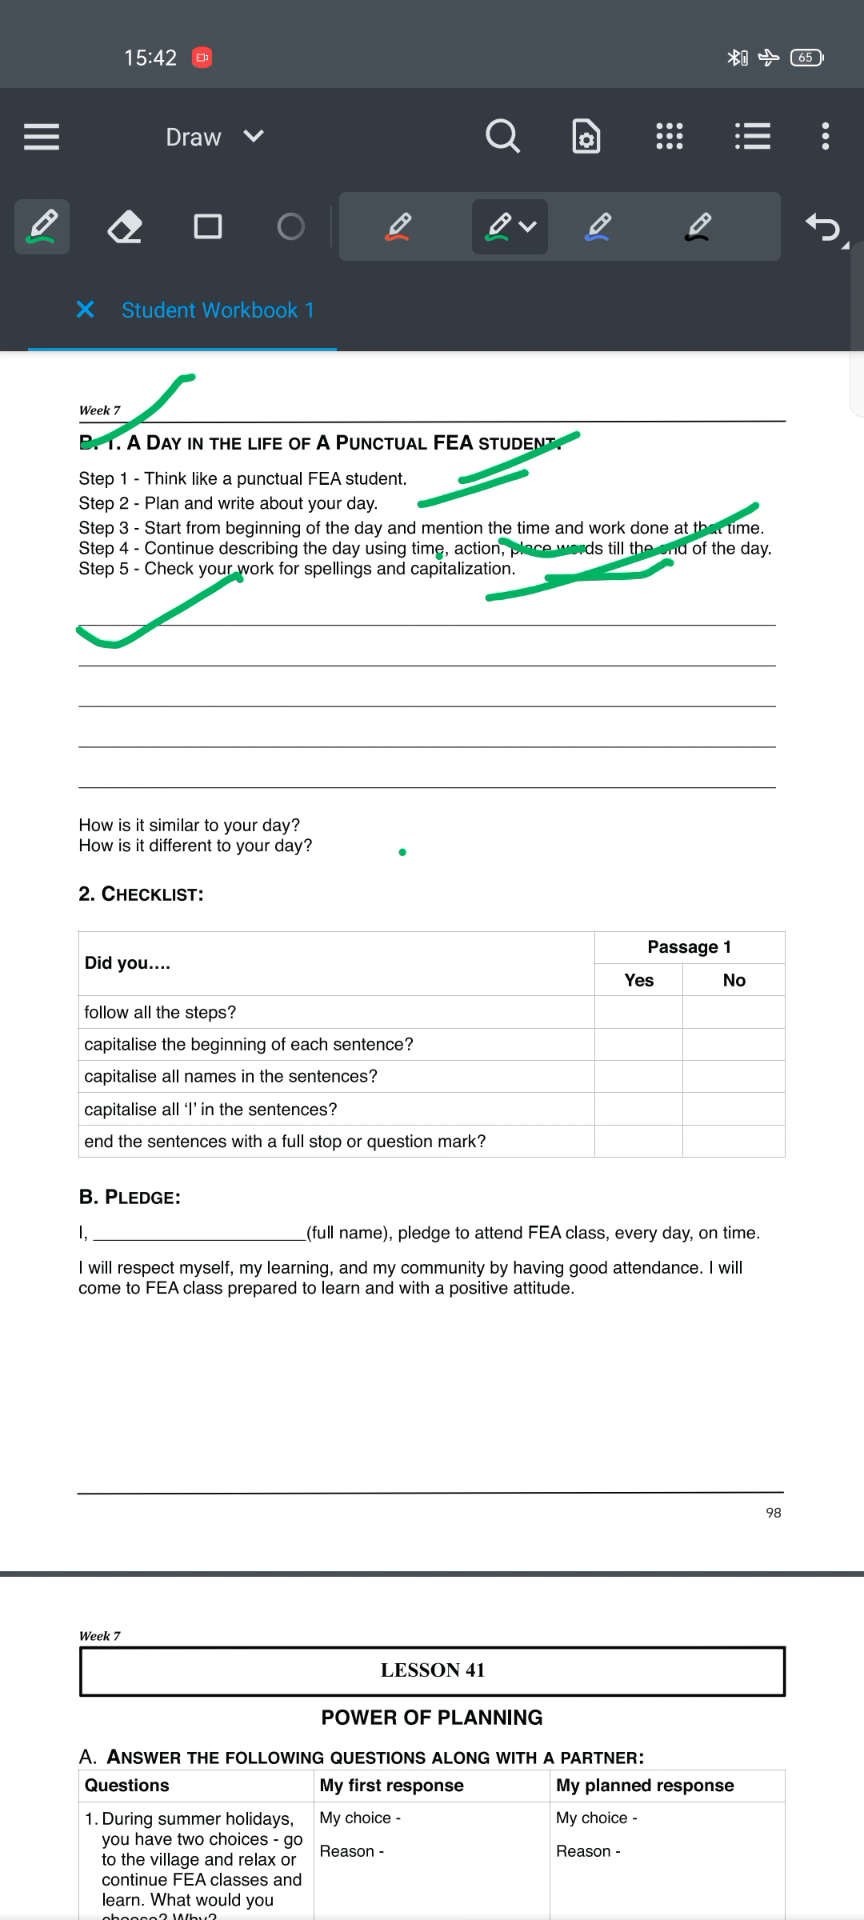 15:42
65
Draw
Student Workbook 1
Week 7
B. 1. A DAY IN THE LIFE OF A PUNCTUAL FEA STUDENT:
Step 1 - Think like a punctual FEA student.
Step 2 - Plan and write about your day.
Step 3 - Start from beginning of the day and mention the time and work done at that time.
Step 4 - Continue describing the day using time, action, place words till the end of the day.
Step 5 - Check your work for spellings and capitalization.
How is it similar to your day?
How is it different to your day?
2. CHECKLIST:
Did you....
Passage 1
Yes No
follow all the steps?
capitalise the beginning of each sentence?
capitalise all names in the sentences?
capitalise all ‘I’ in the sentences?
end the sentences with a full stop or question mark?
B. PLEDGE:
I, ______________________(full name), pledge to attend FEA class, every day, on time.
I will respect myself, my learning, and my community by having good attendance. I will
come to FEA class prepared to learn and with a positive attitude.
98
Week 7
LESSON 41
POWER OF PLANNING
A. ANSWER THE FOLLOWING QUESTIONS ALONG WITH A PARTNER:
Questions My first response My planned response
1. During summer holidays,
you have two choices - go
to the village and relax or
continue FEA classes and
learn. What would you
choose? Why?
My choice -
Reason -
My choice -
Reason -